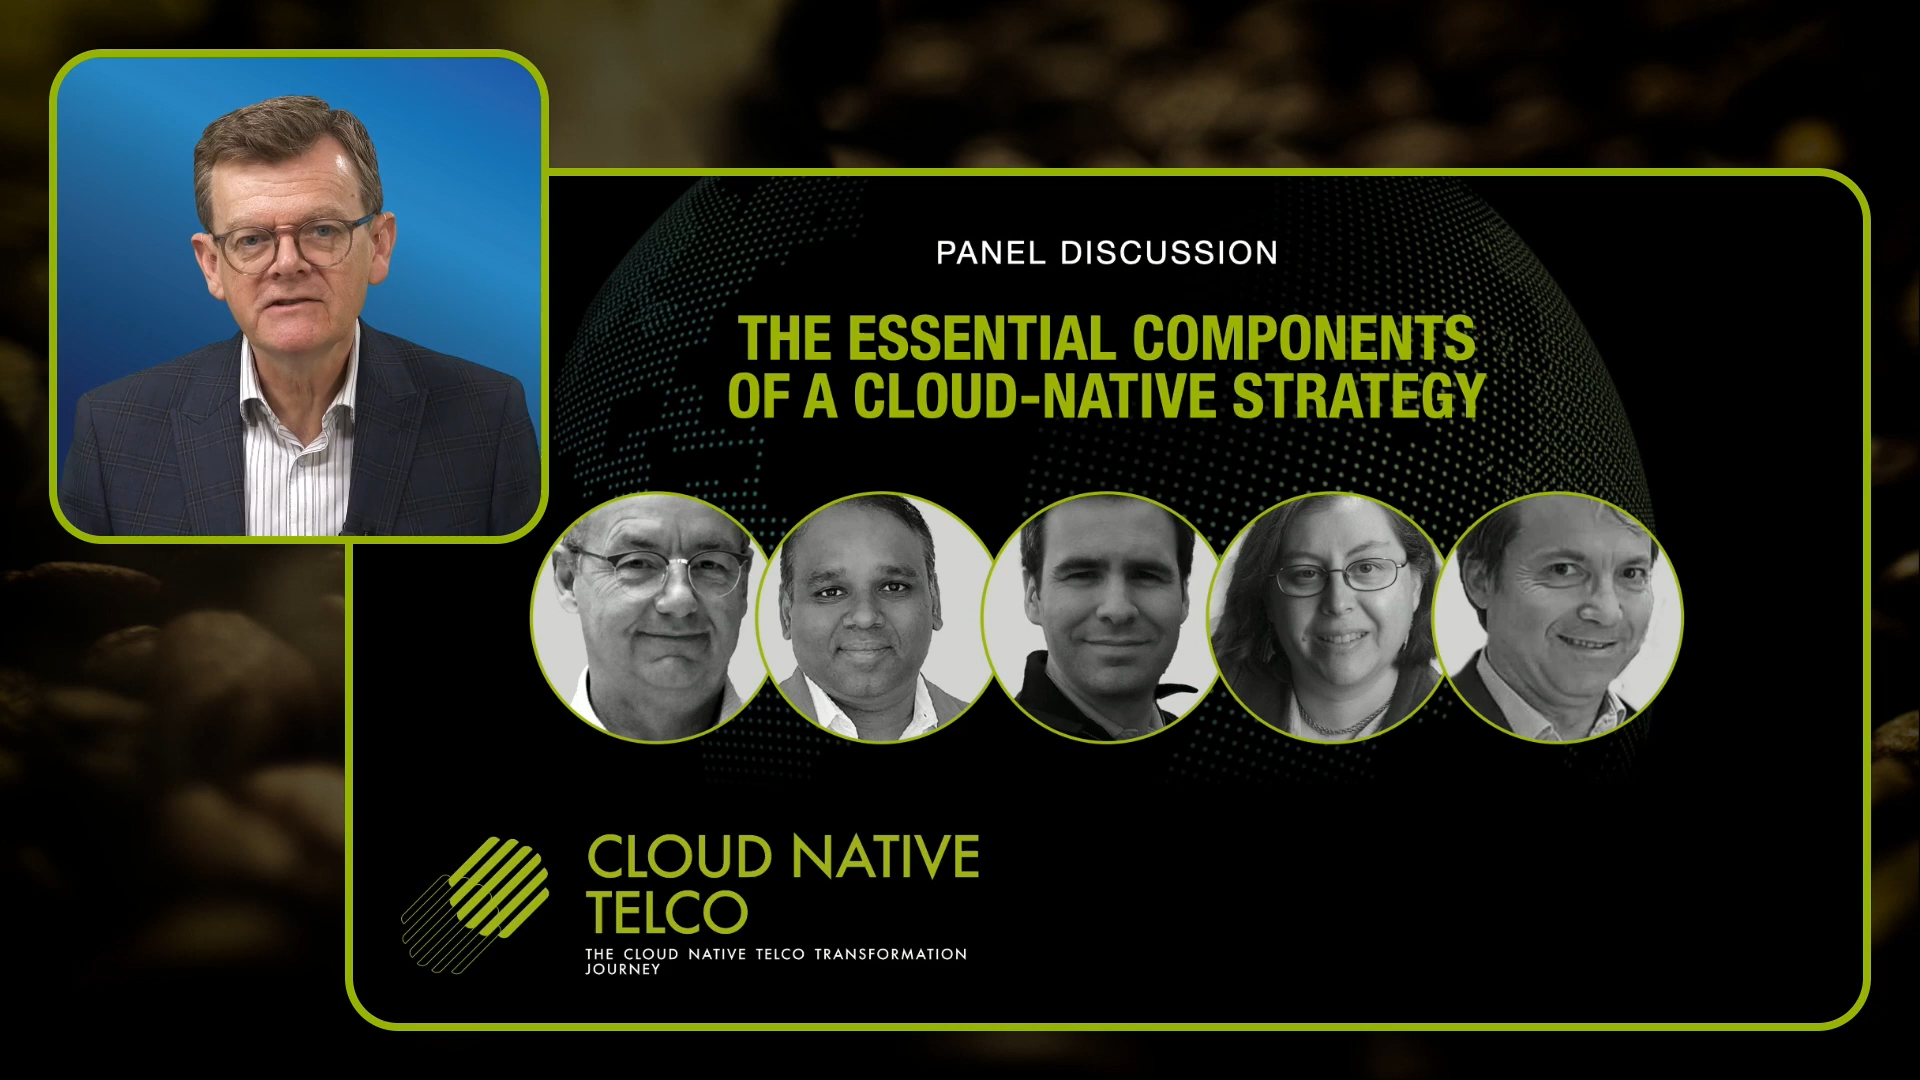 PANEL DISCUSSION
THE ESSENTIAL COMPONENTS
OF A CLOUD-NATIVE STRATEGY
CLOUD NATIVE
TELCO
THE CLOUD NATIVE TELCO TRANSFORMATION
JOURNEY